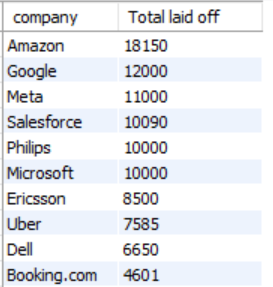 company Total laid off
Amazon 18150
Google 12000
Meta 11000
Salesforce 10090
Philips 10000
Microsoft 10000
Ericsson 8500
Uber 7585
Dell 6650
Booking.com 4601